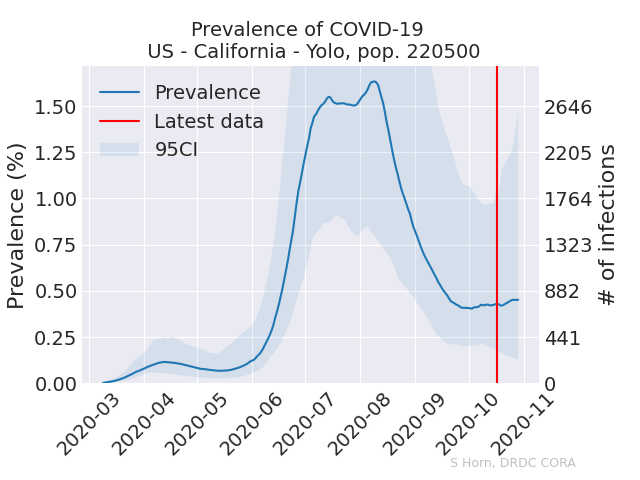 Prevalence of COVID-19
US - California - Yolo, pop. 220500
Prevalence
Latest data
95CI
Prevalence (%)
1.50
1.25
1.00
0.75
0.50
0.25
0.00
2646
2205
1764
1323
882
441
0
# of infections
2020-03
2020-04
2020-05
2020-06
2020-07
2020-08
2020-09
2020-10
2020-11
S Horn, DRDC CORA